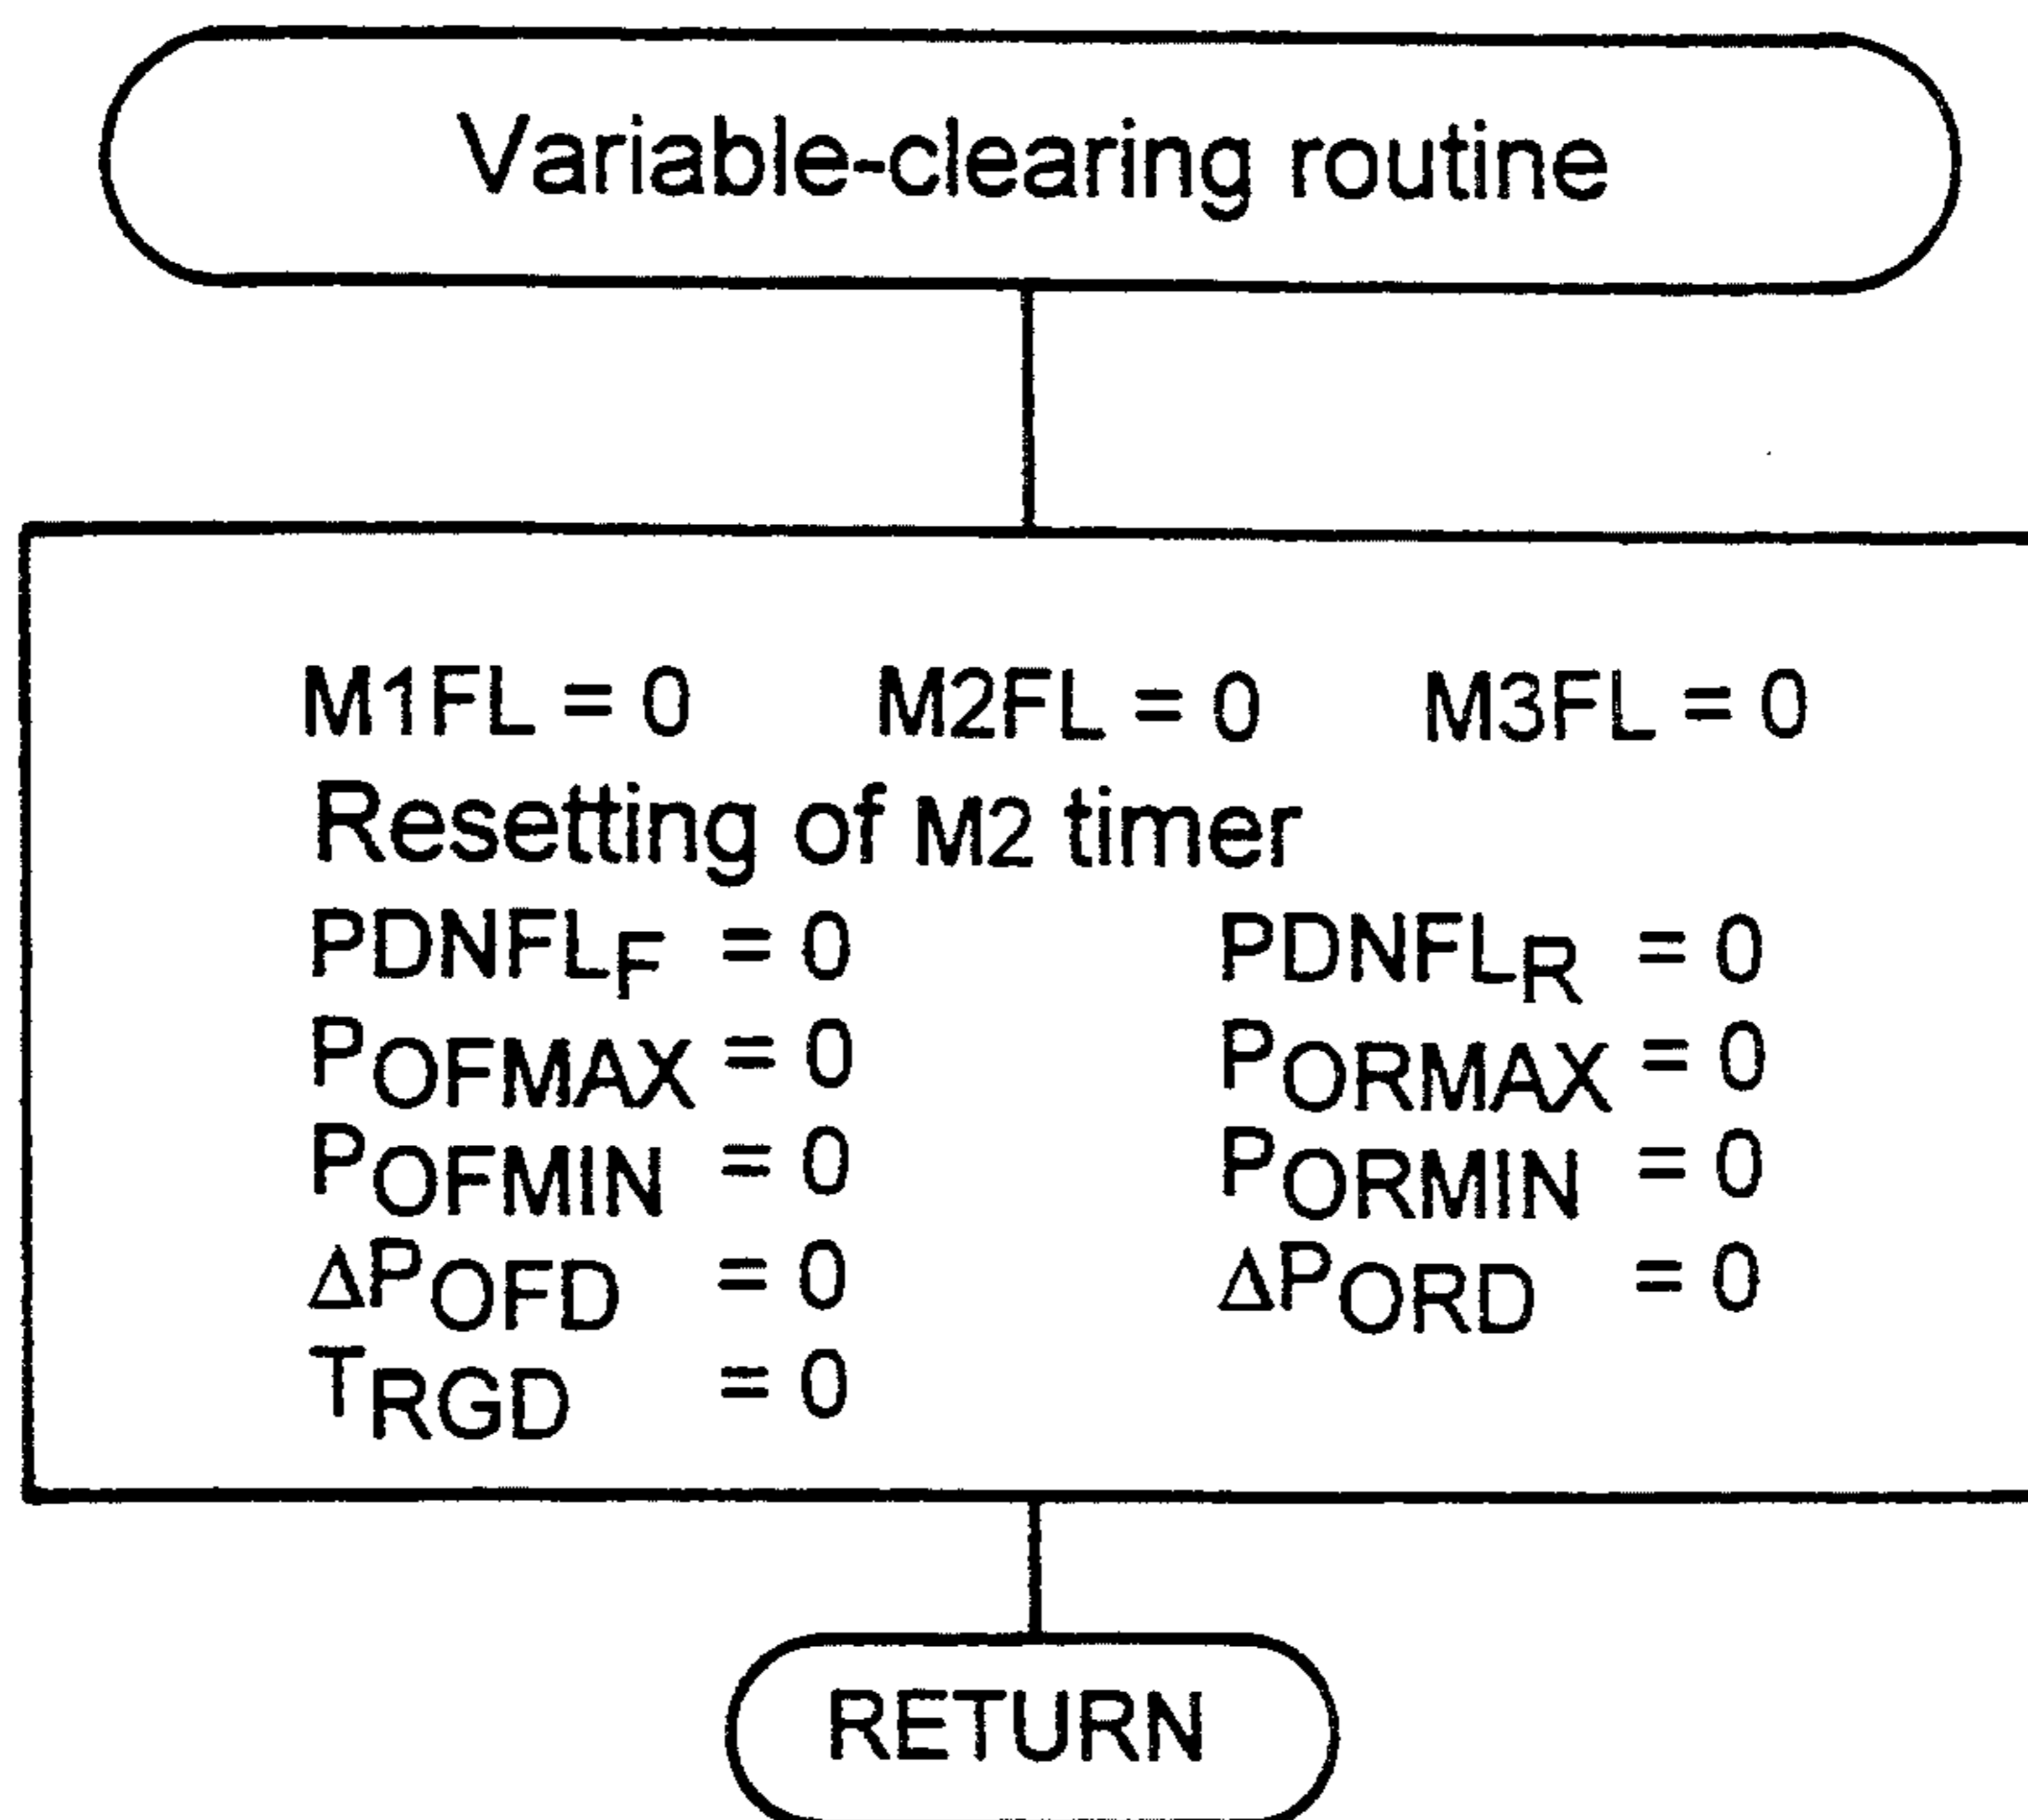 Variable-clearing routine
M1FL = 0 M2FL = 0 M3FL = 0
Resetting of M2 timer
PDNFLF = 0 PDNFLR = 0
POFMAX = 0 PORMAX = 0
POFMIN = 0 PORMIN = 0
ΔPOFD = 0 ΔPORD = 0
TRGD = 0
RETURN